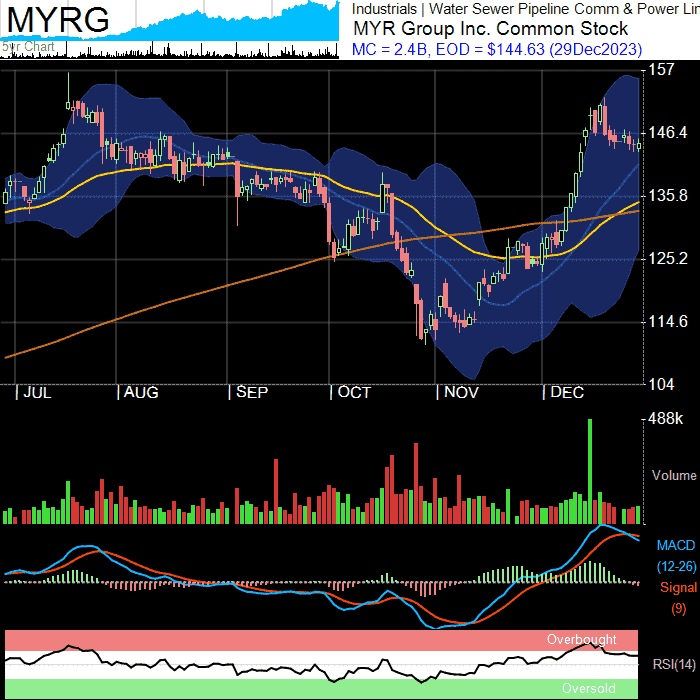 MYRG
5yr Chart
Industrials | Water Sewer Pipeline Comm & Power Lin
MYR Group Inc. Common Stock
MC = 2.4B, EOD = $144.63 (29Dec2023)
157
146.4
135.8
125.2
114.6
104
| JUL | AUG | SEP | OCT | NOV | DEC
488k
Volume
MACD
(12-26)
Signal
(9)
Overbought
RSI(14)
Oversold